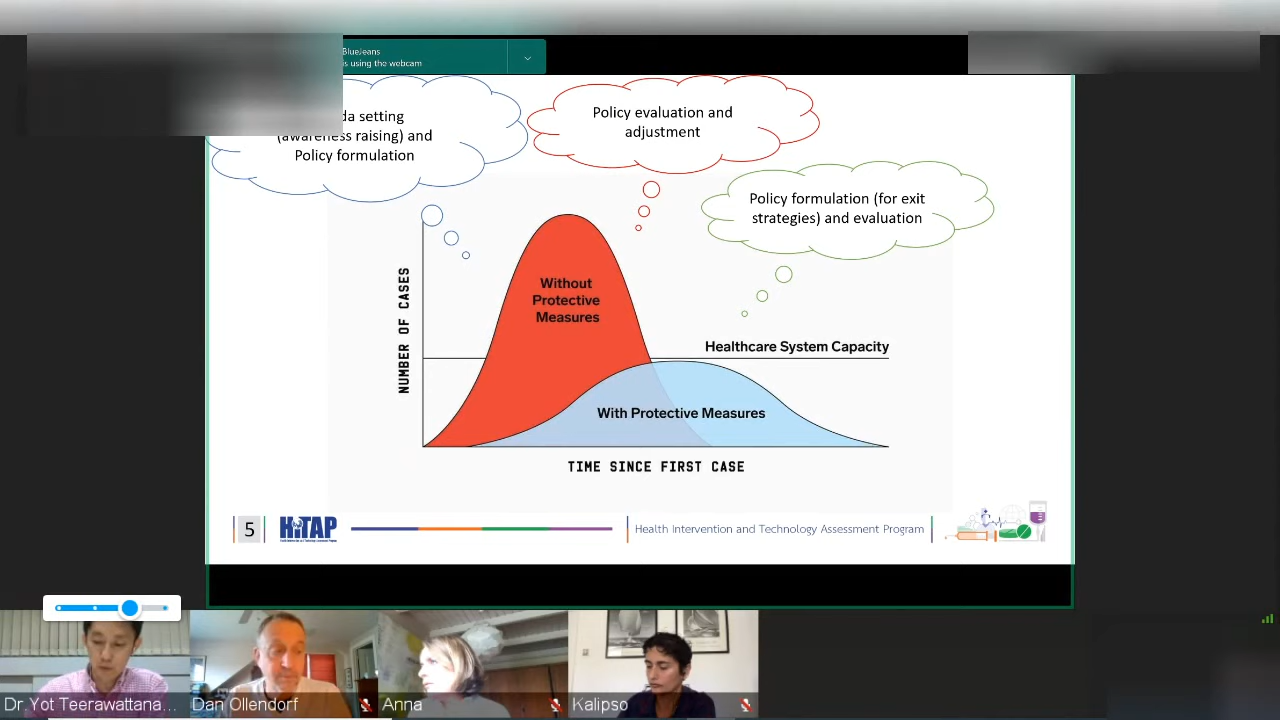 BlueJeans
is using the webcam
da setting
(awareness raising) and
Policy formulation
Policy evaluation and
adjustment
Policy formulation (for exit
strategies) and evaluation
NUMBER OF CASES
Without
Protective
Measures
Healthcare System Capacity
With Protective Measures
TIME SINCE FIRST CASE
5
HITAP
Health Intervention and Technology Assessment Program
Dr. Yot Teerawattana...
Dan Ollendorf
Anna
Kalipso